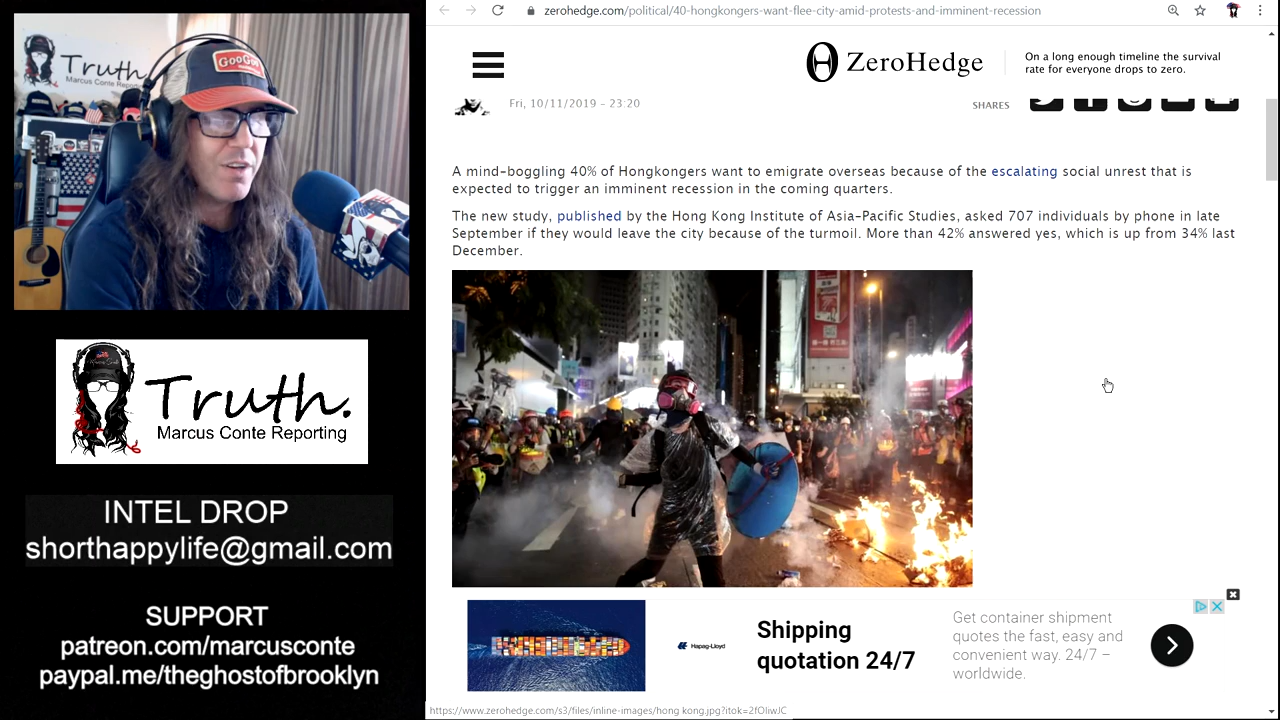 Truth.
Marcus Conte Reporting
GooGoo
Truth.
Marcus Conte Reporting
INTEL DROP
shorthappylife@gmail.com
SUPPORT
patreon.com/marcusconte
paypal.me/theghostofbrooklyn
zerohedge.com/political/40-hongkongers-want-flee-city-amid-protests-and-imminent-recession
ZeroHedge
On a long enough timeline the survival
rate for everyone drops to zero.
Fri, 10/11/2019 - 23:20
SHARES
A mind-boggling 40% of Hongkongers want to emigrate overseas because of the escalating social unrest that is
expected to trigger an imminent recession in the coming quarters.
The new study, published by the Hong Kong Institute of Asia-Pacific Studies, asked 707 individuals by phone in late
September if they would leave the city because of the turmoil. More than 42% answered yes, which is up from 34% last
December.
Hapag-Lloyd
Shipping
quotation 24/7
Get container shipment
quotes the fast, easy and
convenient way. 24/7 –
worldwide.
https://www.zerohedge.com/s3/files/inline-images/hong kong.jpg?itok=2fOliwJC